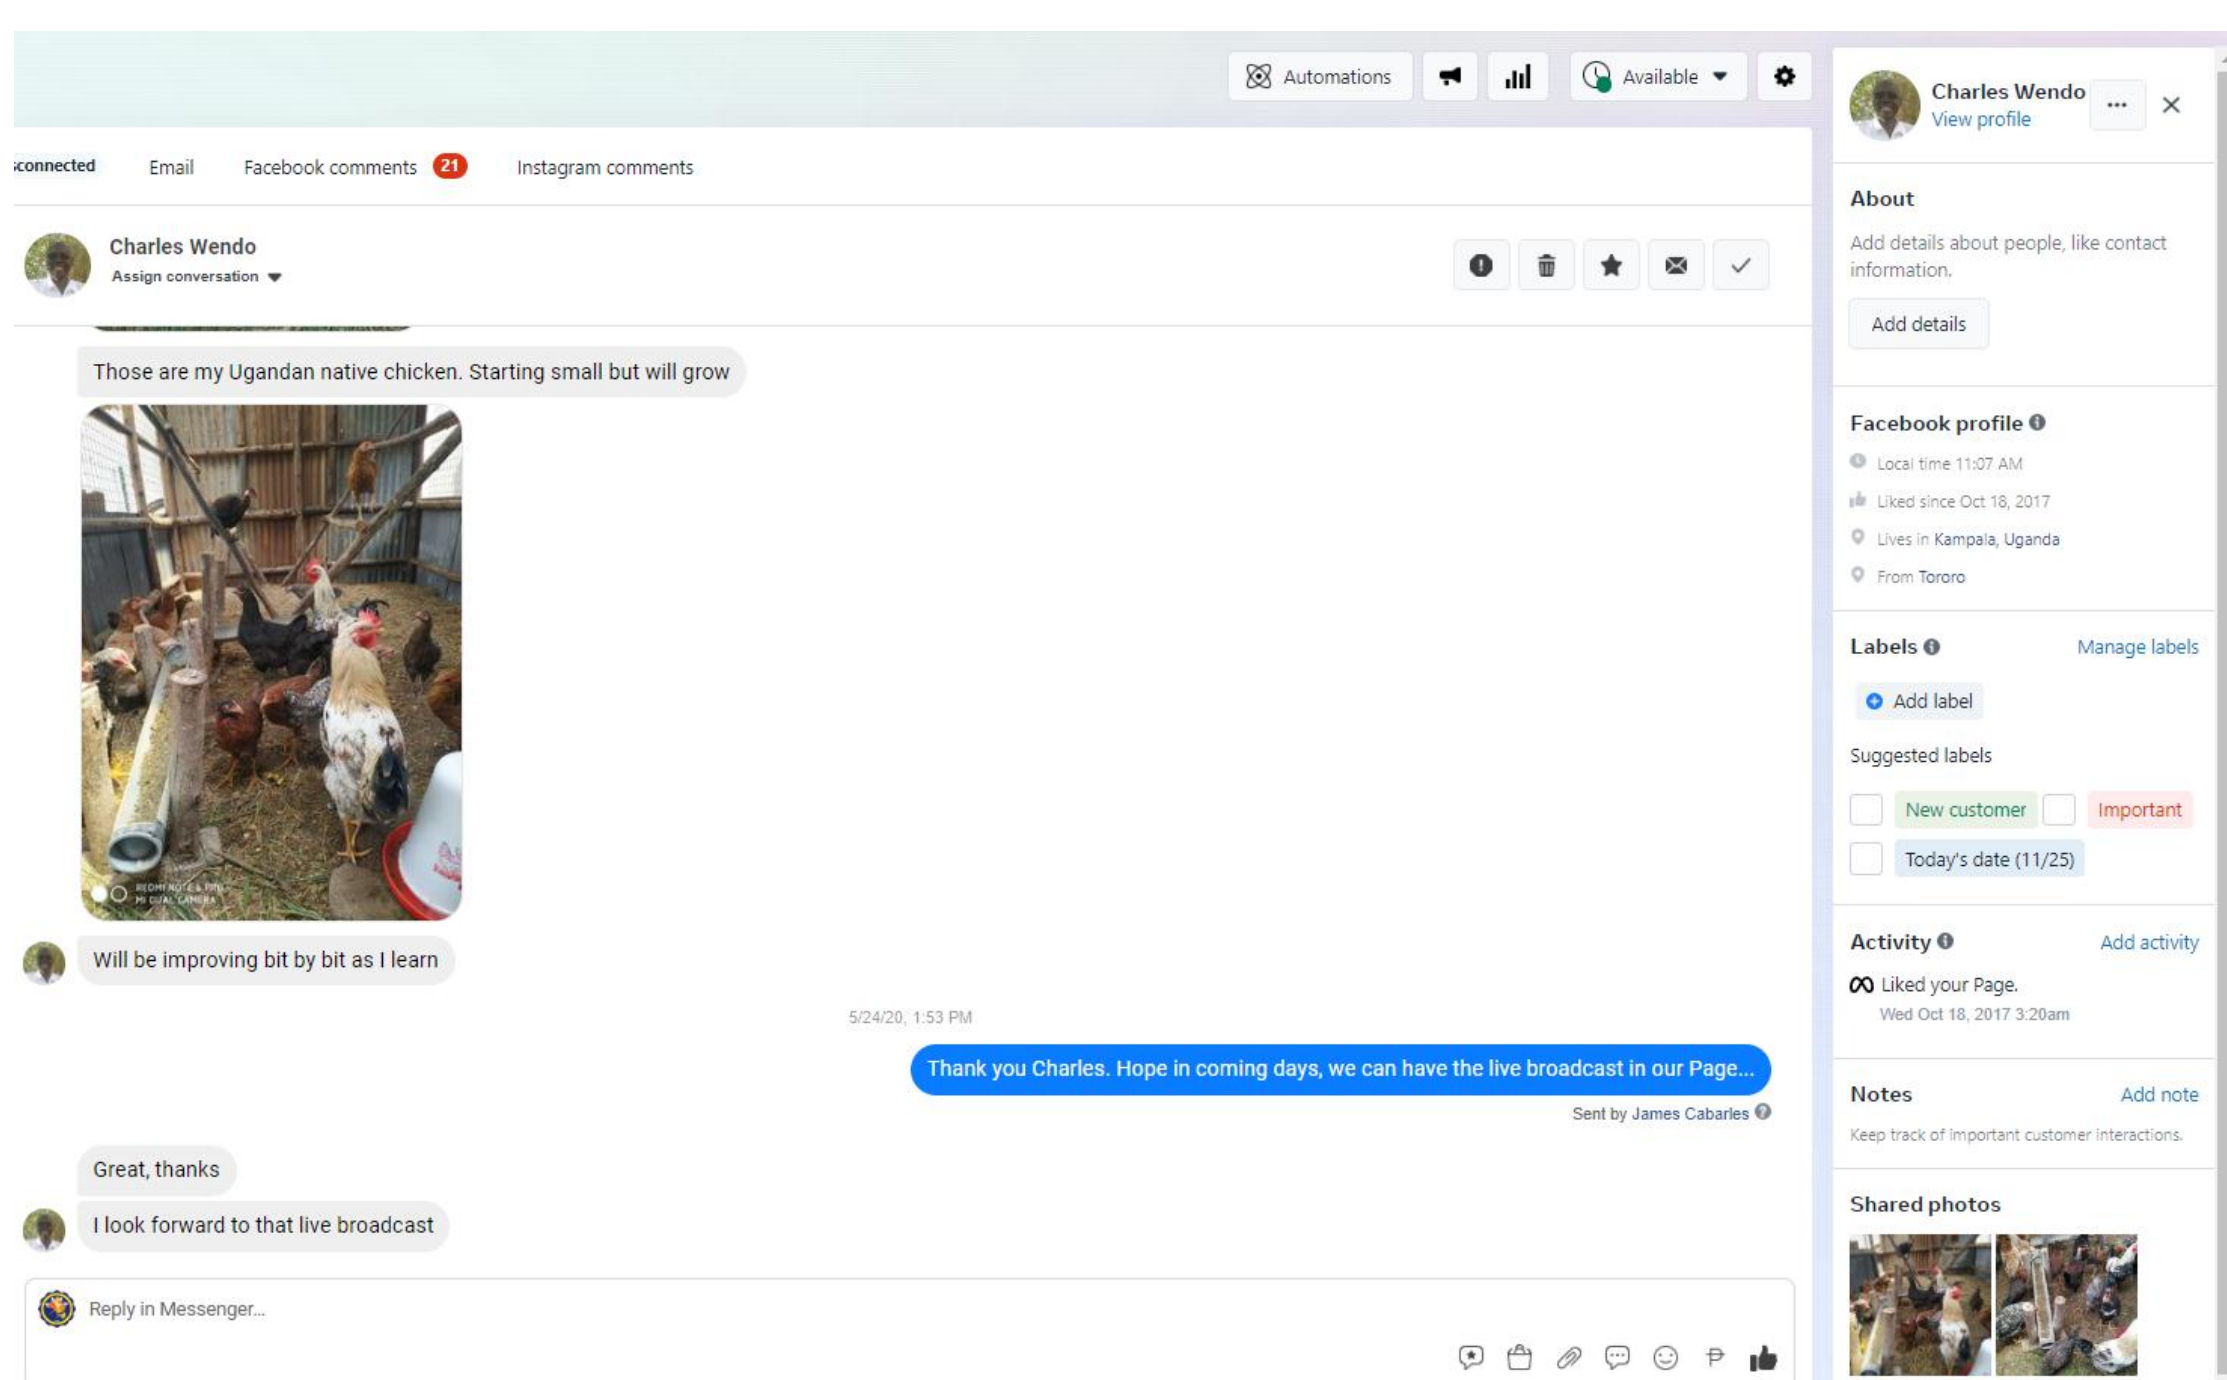 Automations
Available
Charles Wendo
View profile
Email
Facebook comments 21
Instagram comments
Charles Wendo
Assign conversation
Those are my Ugandan native chicken. Starting small but will grow
MI DUAL CAMERA
Will be improving bit by bit as I learn
5/24/20, 1:53 PM
Thank you Charles. Hope in coming days, we can have the live broadcast in our Page...
Sent by James Cabarles
Great, thanks
I look forward to that live broadcast
Reply in Messenger...
About
Add details about people, like contact
information.
Add details
Facebook profile
Local time 11:07 AM
Liked since Oct 18, 2017
Lives in Kampala, Uganda
From Tororo
Labels
Manage labels
Add label
Suggested labels
New customer
Important
Today's date (11/25)
Activity
Add activity
Liked your Page.
Wed Oct 18, 2017 3:20am
Notes
Add note
Keep track of important customer interactions.
Shared photos